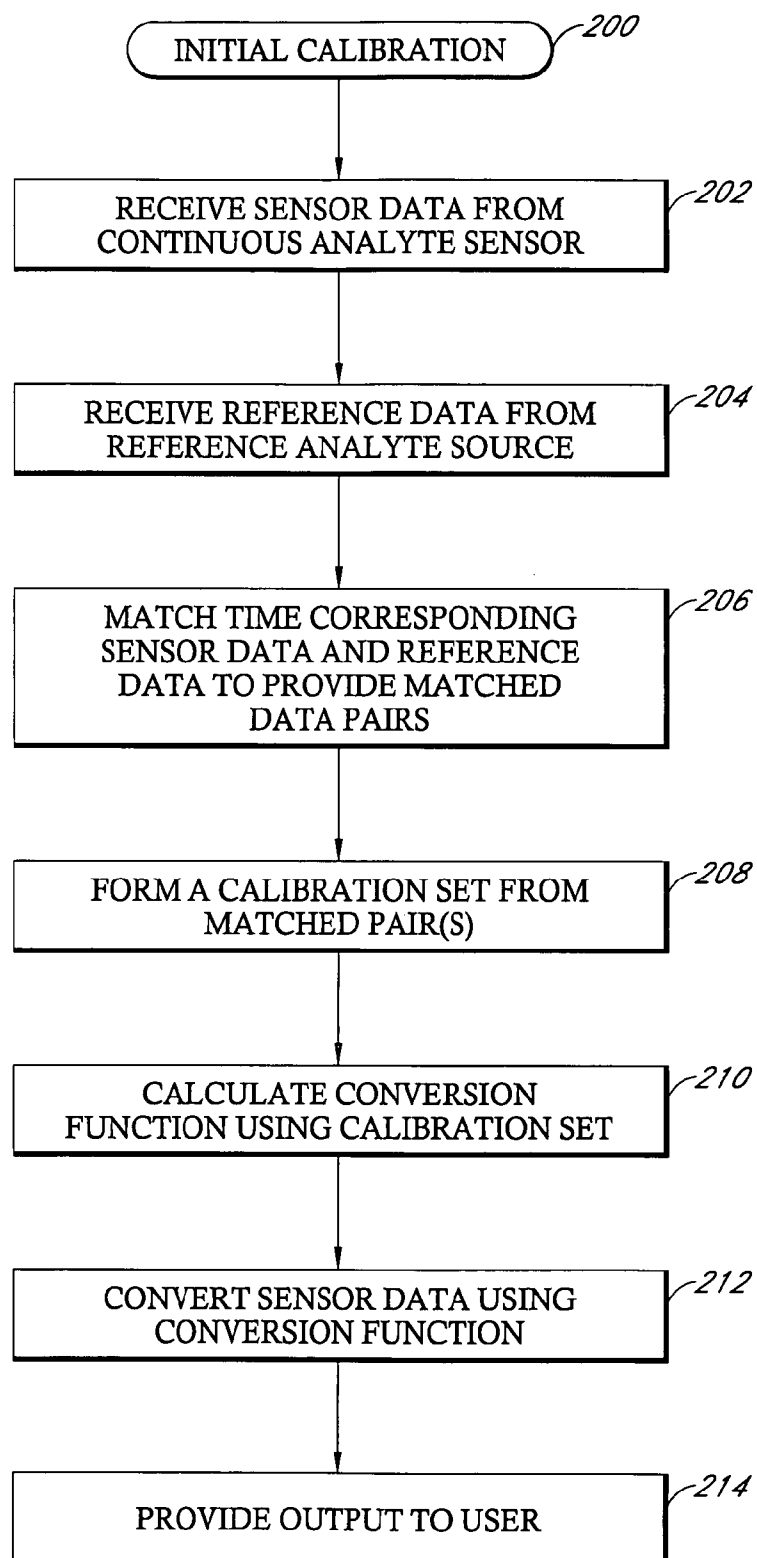 INITIAL CALIBRATION
200
RECEIVE SENSOR DATA FROM
CONTINUOUS ANALYTE SENSOR
202
RECEIVE REFERENCE DATA FROM
REFERENCE ANALYTE SOURCE
204
MATCH TIME CORRESPONDING
SENSOR DATA AND REFERENCE
DATA TO PROVIDE MATCHED
DATA PAIRS
206
FORM A CALIBRATION SET FROM
MATCHED PAIR(S)
208
CALCULATE CONVERSION
FUNCTION USING CALIBRATION SET
210
CONVERT SENSOR DATA USING
CONVERSION FUNCTION
212
PROVIDE OUTPUT TO USER
214